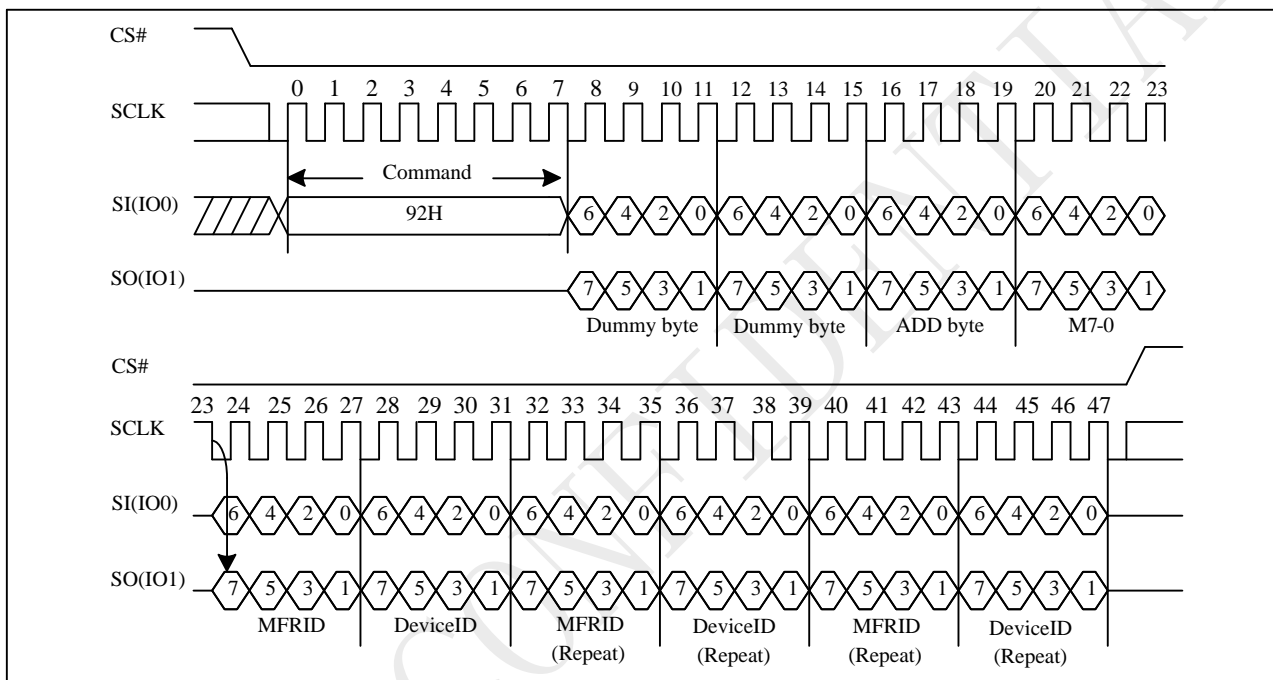 CS#
0 1 2 3 4 5 6 7 8 9 10 11 12 13 14 15 16 17 18 19 20 21 22 23
SCLK
Command
SI(IO0) 92H 6 4 2 0 6 4 2 0 6 4 2 0 6 4 2 0
SO(IO1) 7 5 3 1 7 5 3 1 7 5 3 1 7 5 3 1
Dummy byte Dummy byte ADD byte M7-0
CS#
23 24 25 26 27 28 29 30 31 32 33 34 35 36 37 38 39 40 41 42 43 44 45 46 47
SCLK
SI(IO0) 6 4 2 0 6 4 2 0 6 4 2 0 6 4 2 0 6 4 2 0 6 4 2 0
SO(IO1) 7 5 3 1 7 5 3 1 7 5 3 1 7 5 3 1 7 5 3 1 7 5 3 1
MFRID DeviceID MFRID DeviceID MFRID DeviceID
(Repeat) (Repeat) (Repeat) (Repeat)